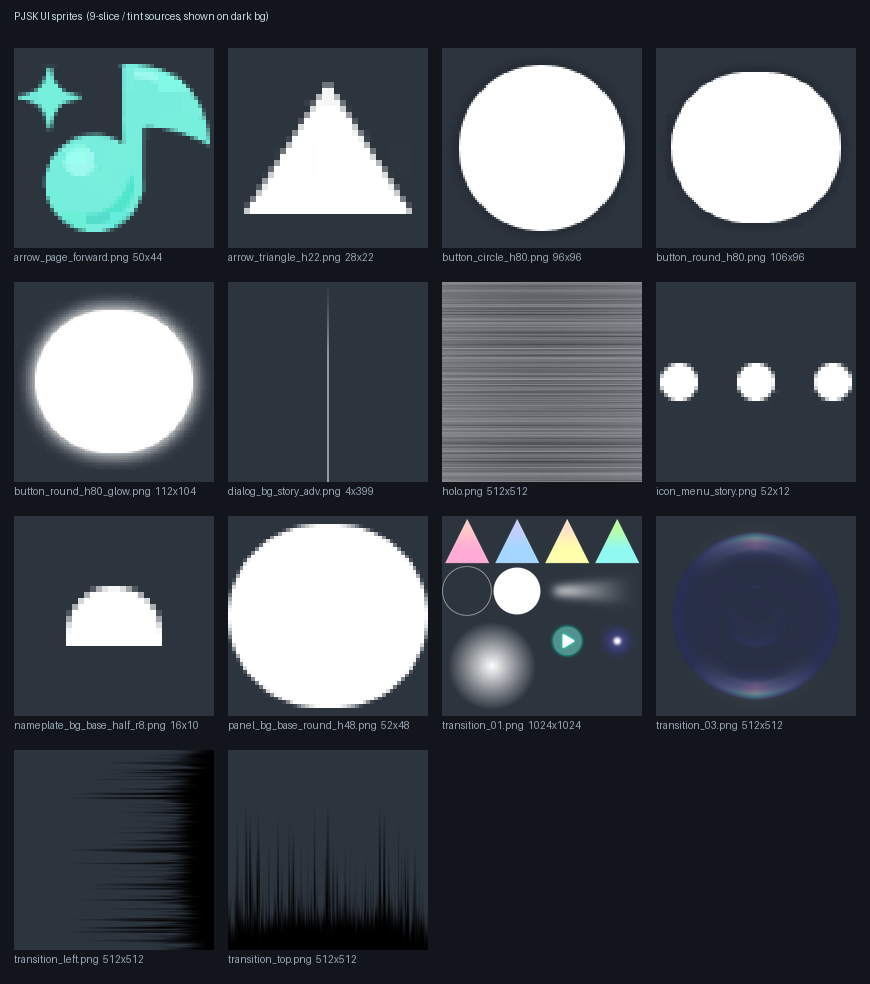 PJSK UI sprites (9-slice / tint sources, shown on dark bg)
arrow_page_forward.png 50x44
arrow_triangle_h22.png 28x22
button_circle_h80.png 96x96
button_round_h80.png 106x96
button_round_h80_glow.png 112x104
dialog_bg_story_adv.png 4x399
holo.png 512x512
icon_menu_story.png 52x12
nameplate_bg_base_half_r8.png 16x10
panel_bg_base_round_h48.png 52x48
transition_01.png 1024x1024
transition_03.png 512x512
transition_left.png 512x512
transition_top.png 512x512